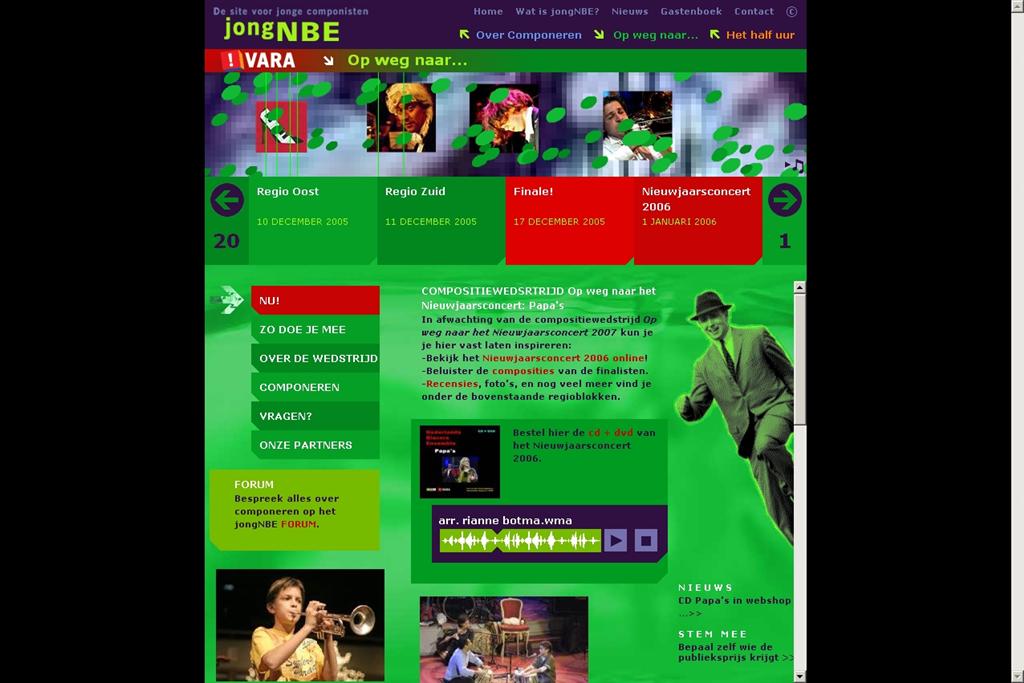 De site voor jonge componisten
jongNBE
Home Wat is jongNBE? Nieuws Gastenboek Contact ©
Over Componeren Op weg naar... Het half uur
! VARA Op weg naar...
Regio Oost
10 DECEMBER 2005
Regio Zuid
11 DECEMBER 2005
Finale!
17 DECEMBER 2005
Nieuwjaarsconcert
2006
1 JANUARI 2006
20
1
NU!
ZO DOE JE MEE
OVER DE WEDSTRIJD
COMPONEREN
VRAGEN?
ONZE PARTNERS
FORUM
Bespreek alles over
componeren op het
jongNBE FORUM.
COMPOSITIEWEDSRTRIJD Op weg naar het
Nieuwjaarsconcert: Papa's
In afwachting van de compositiewedstrijd Op
weg naar het Nieuwjaarsconcert 2007 kun je
je hier vast laten inspireren:
-Bekijk het Nieuwjaarsconcert 2006 online!
-Beluister de composities van de finalisten.
-Recensies, foto's, en nog veel meer vind je
onder de bovenstaande regioblokken.
Nederlands
Blazers
Ensemble
CD + DVD
Papa's
Bestel hier de cd + dvd van
het Nieuwjaarsconcert
2006.
arr. rianne botma.wma
NIEUWS
CD Papa's in webshop
...>>
STEM MEE
Bepaal zelf wie de
publieksprijs krijgt >>